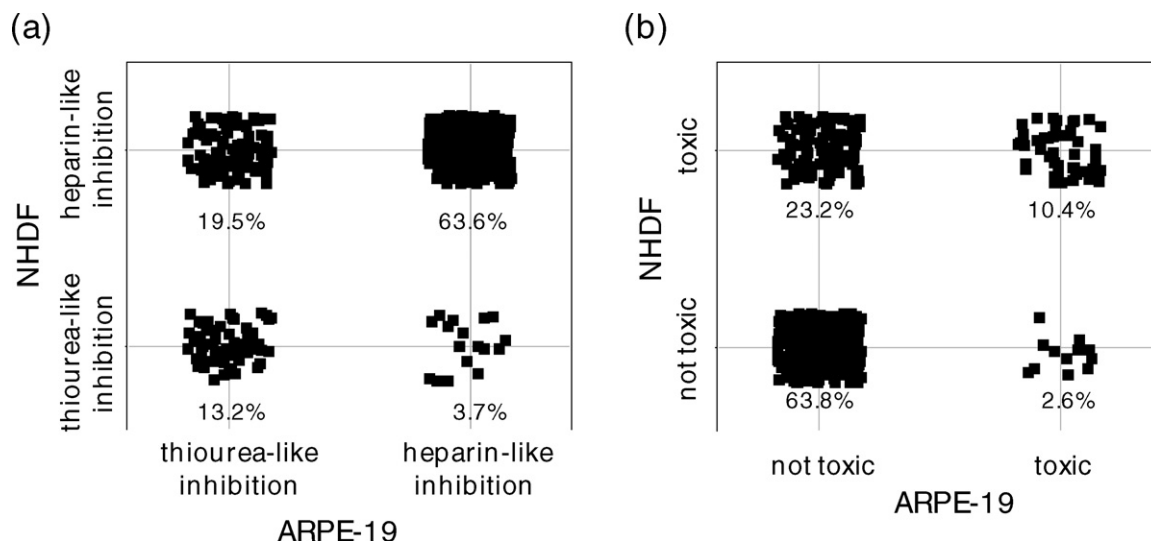 (a)
NHDF
heparin-like
inhibition
thiourea-like
inhibition
19.5%
63.6%
13.2%
3.7%
thiourea-like
inhibition
heparin-like
inhibition
ARPE-19
(b)
NHDF
toxic
not toxic
23.2%
10.4%
63.8%
2.6%
not toxic
toxic
ARPE-19